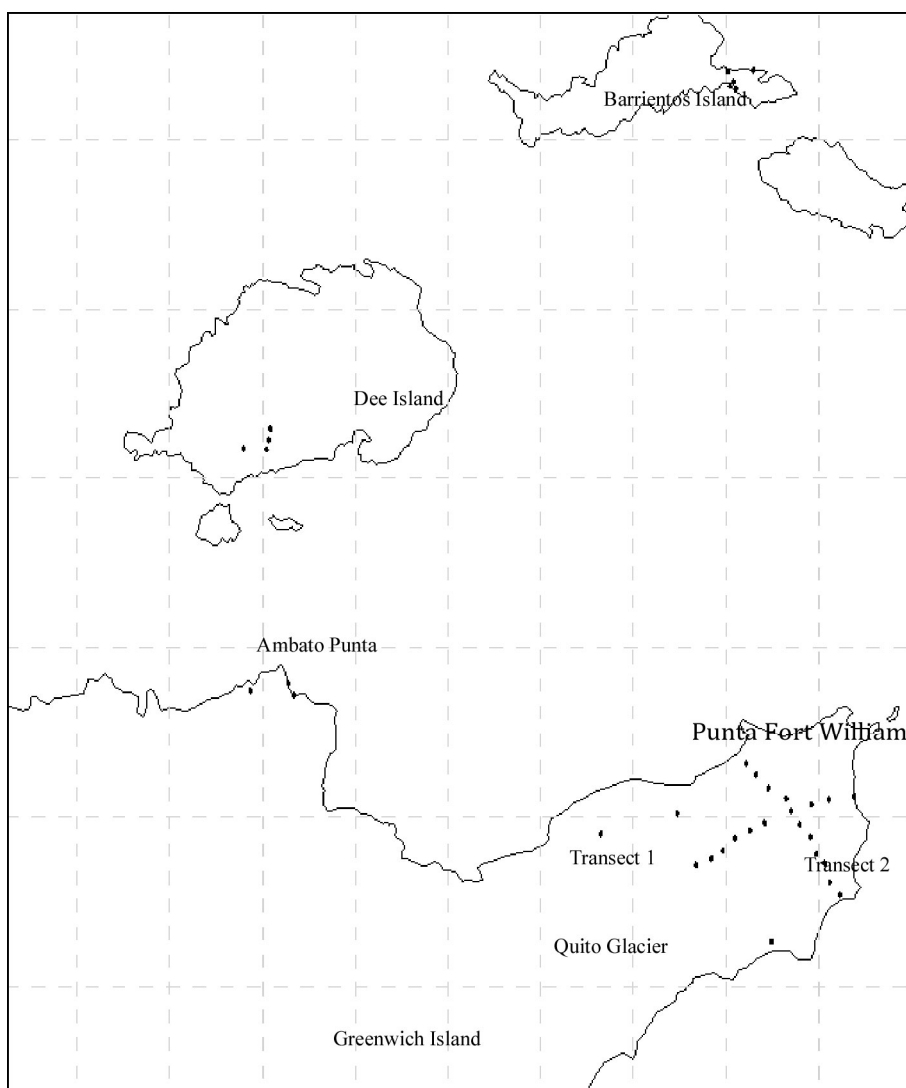 Barrientos Island
Dee Island
Ambato Punta
Punta Fort William
Transect 1
Transect 2
Quito Glacier
Greenwich Island